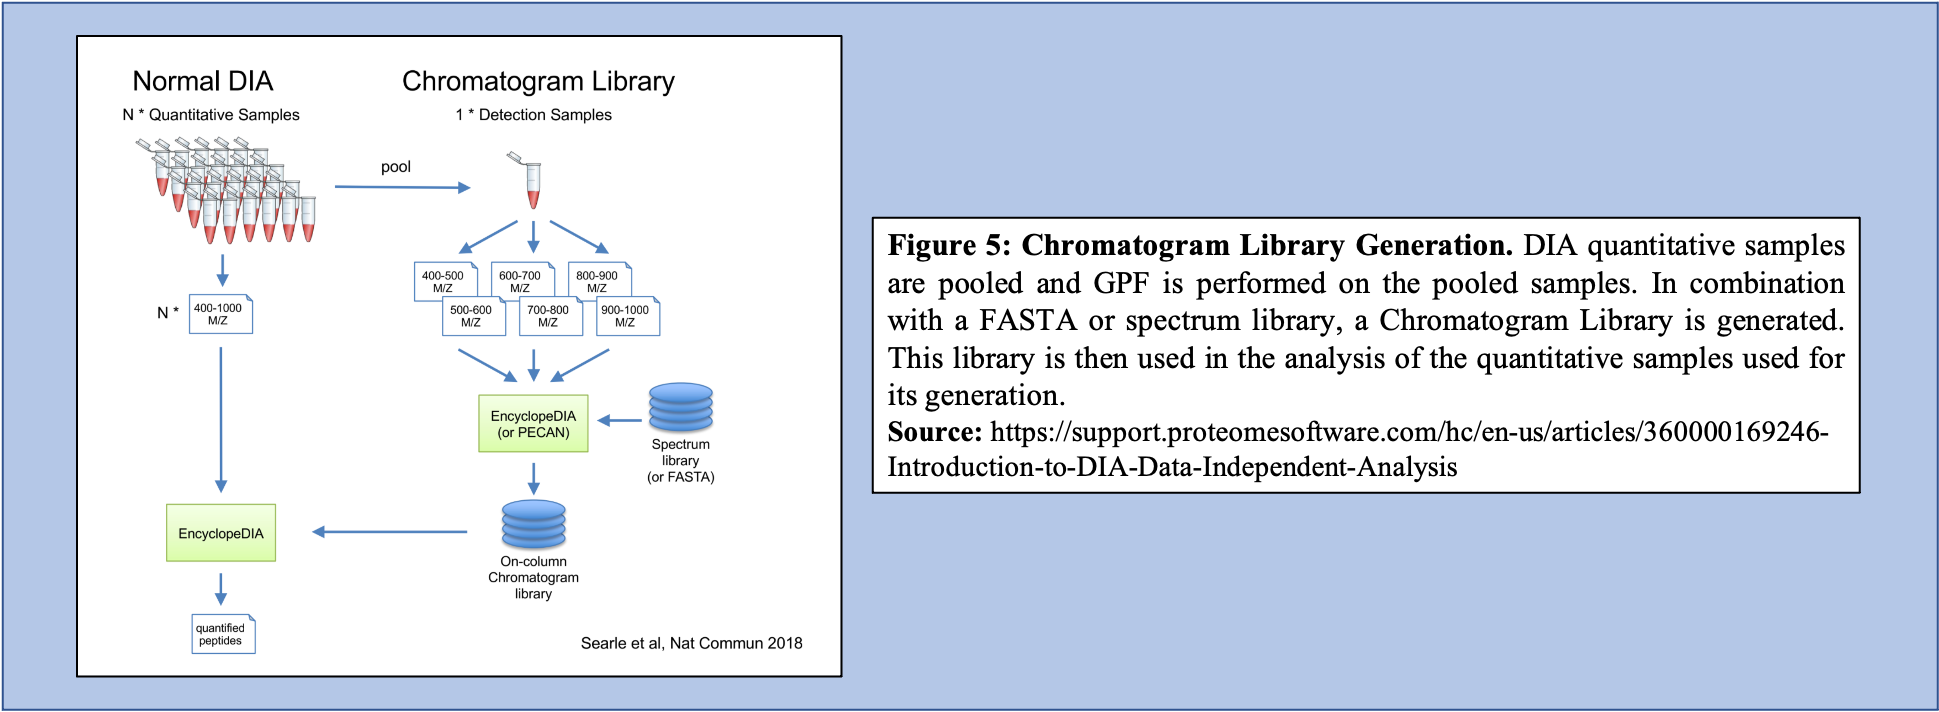 Normal DIA
N * Quantitative Samples
Chromatogram Library
1 * Detection Samples
pool
N *
400-1000
M/Z
400-500
M/Z
600-700
M/Z
800-900
M/Z
500-600
M/Z
700-800
M/Z
900-1000
M/Z
EncyclopeDIA
(or PECAN)
Spectrum
library
(or FASTA)
EncyclopeDIA
On-column
Chromatogram
library
quantified
peptides
Searle et al, Nat Commun 2018
Figure 5: Chromatogram Library Generation. DIA quantitative samples
are pooled and GPF is performed on the pooled samples. In combination
with a FASTA or spectrum library, a Chromatogram Library is generated.
This library is then used in the analysis of the quantitative samples used for
its generation.
Source: https://support.proteomesoftware.com/hc/en-us/articles/360000169246-
Introduction-to-DIA-Data-Independent-Analysis